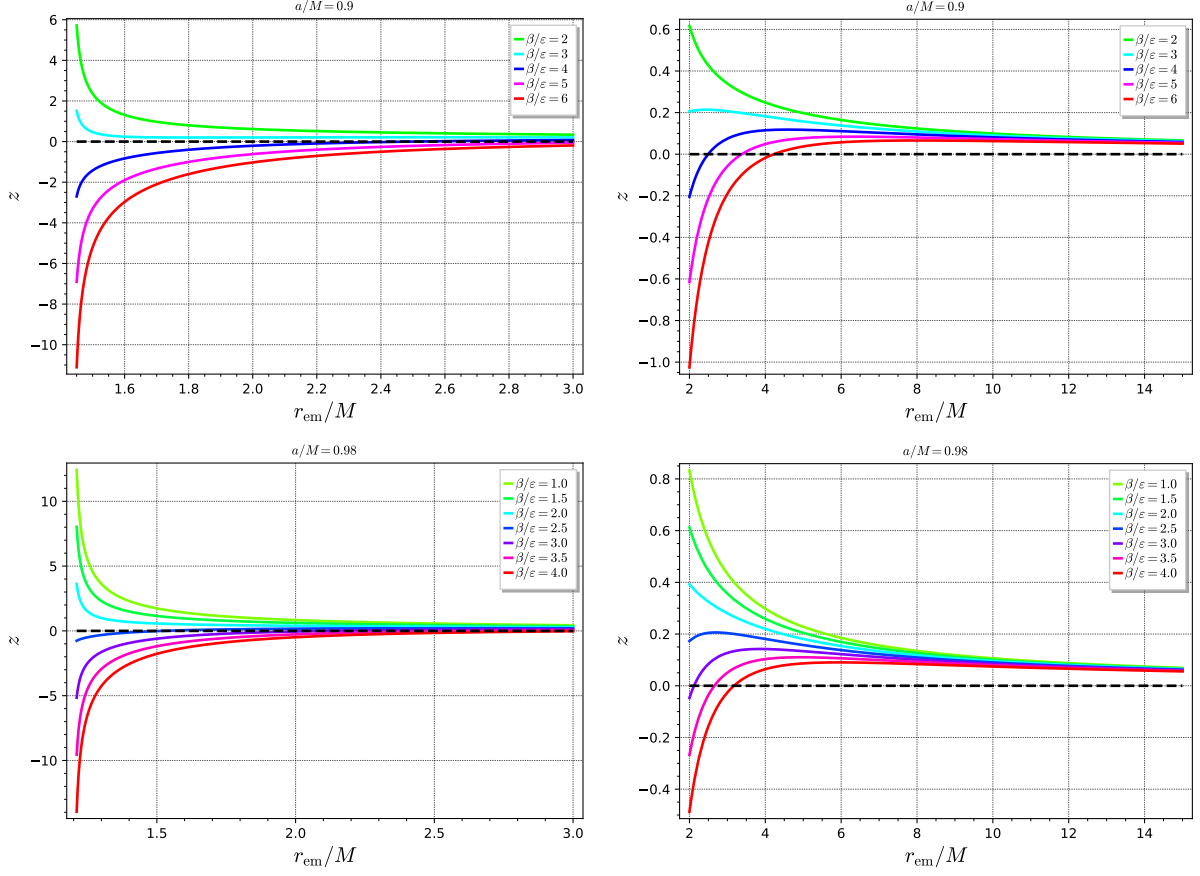 a/M = 0.9
6
4
2
0
−2
−4
−6
−8
−10
z
β/ε = 2
β/ε = 3
β/ε = 4
β/ε = 5
β/ε = 6
1.6 1.8 2.0 2.2 2.4 2.6 2.8 3.0
r_em/M
a/M = 0.9
0.6
0.4
0.2
0.0
−0.2
−0.4
−0.6
−0.8
−1.0
z
β/ε = 2
β/ε = 3
β/ε = 4
β/ε = 5
β/ε = 6
2 4 6 8 10 12 14
r_em/M
a/M = 0.98
10
5
0
−5
−10
z
β/ε = 1.0
β/ε = 1.5
β/ε = 2.0
β/ε = 2.5
β/ε = 3.0
β/ε = 3.5
β/ε = 4.0
1.5 2.0 2.5 3.0
r_em/M
a/M = 0.98
0.8
0.6
0.4
0.2
0.0
−0.2
−0.4
z
β/ε = 1.0
β/ε = 1.5
β/ε = 2.0
β/ε = 2.5
β/ε = 3.0
β/ε = 3.5
β/ε = 4.0
2 4 6 8 10 12 14
r_em/M